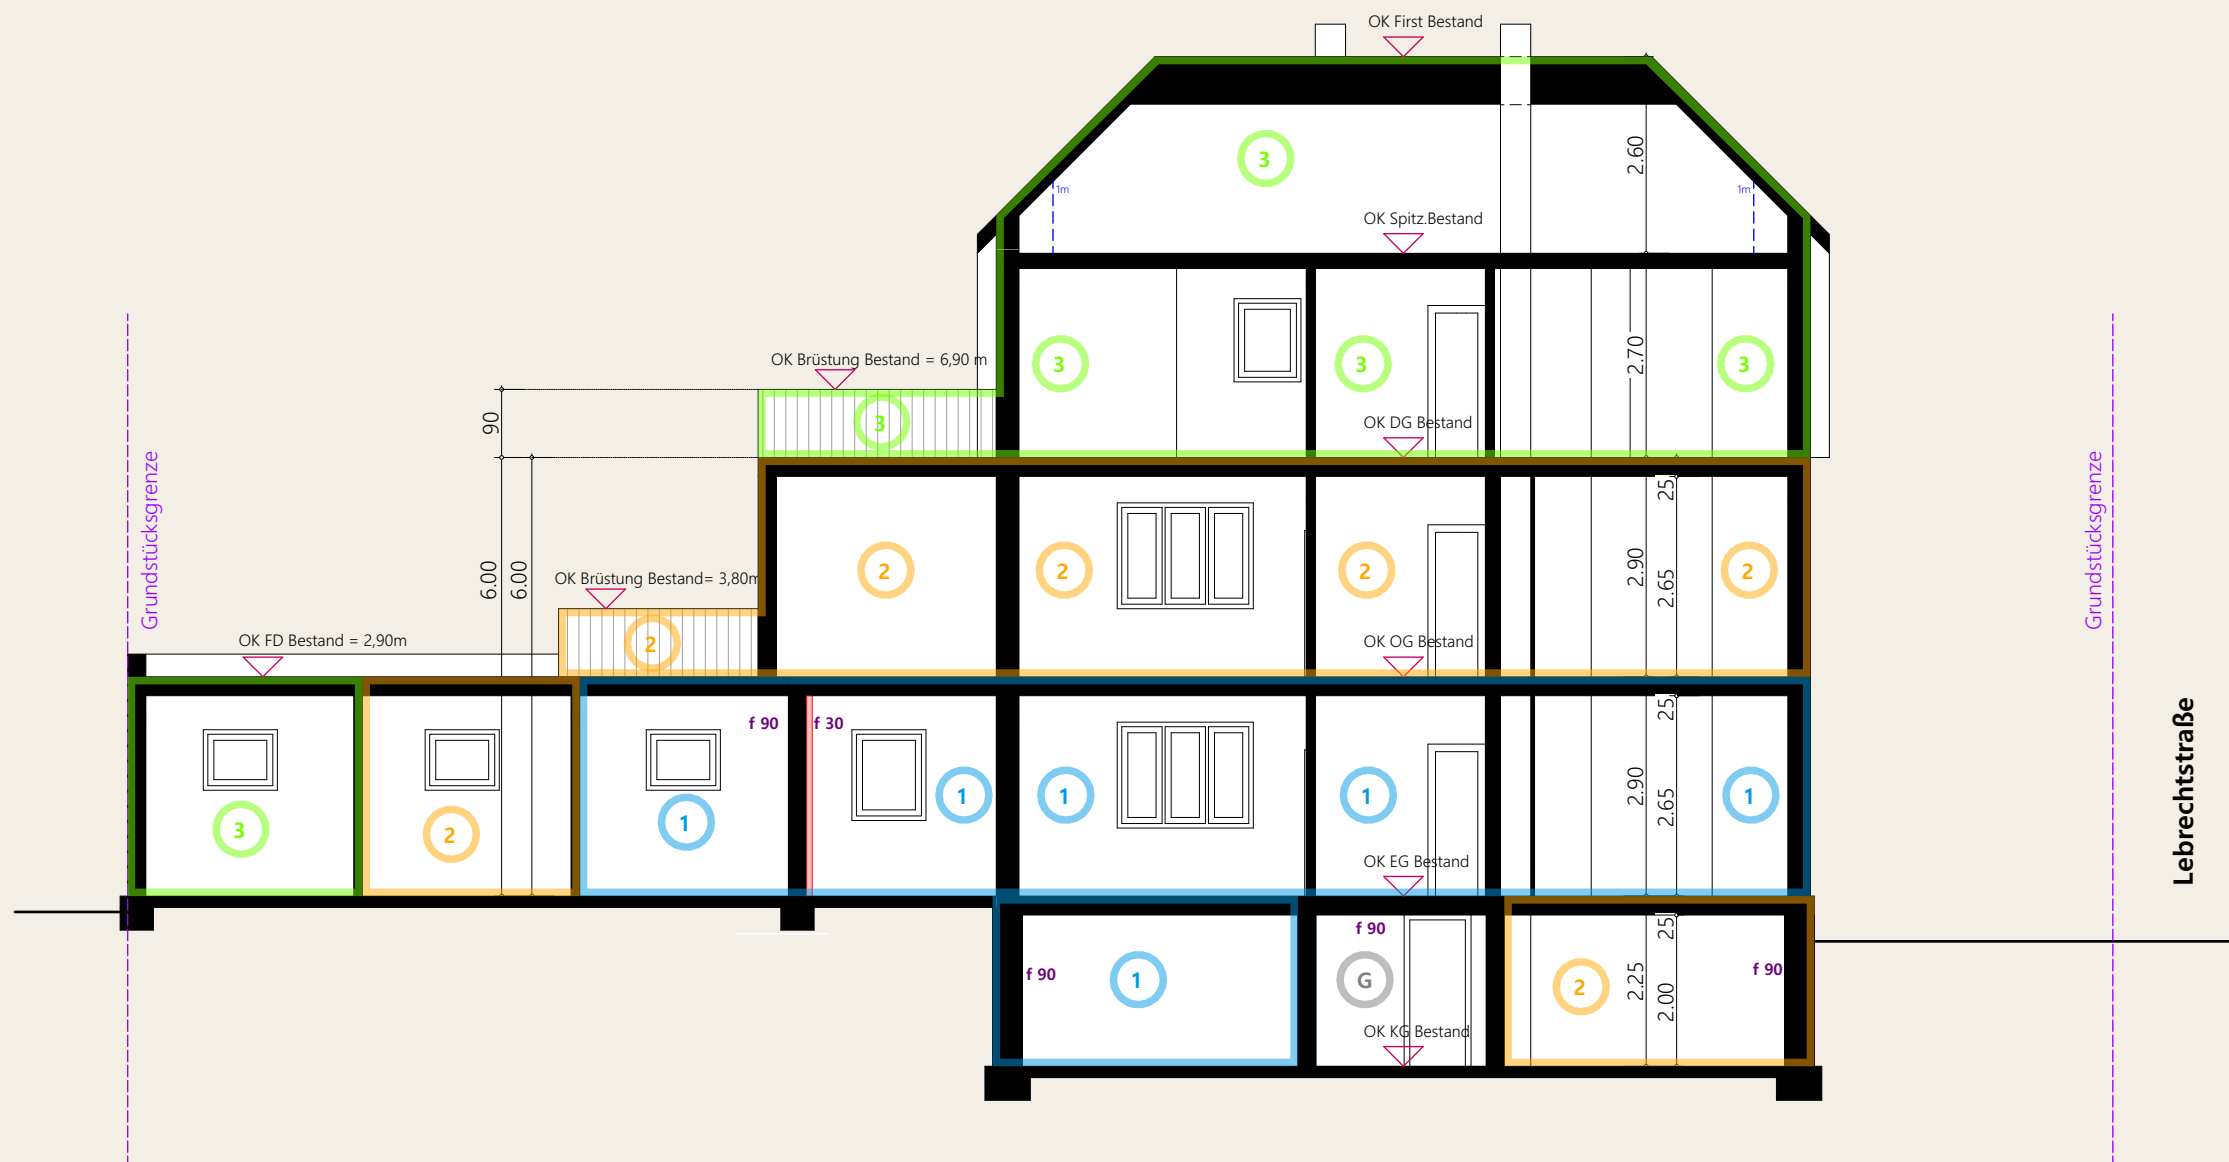 OK First Bestand
2.60
3
1m
1m
OK Spitz.Bestand
2.70
3
3
3
OK Brüstung Bestand = 6,90 m
90
3
OK DG Bestand
Grundstücksgrenze
Grundstücksgrenze
25
6.00
6.00
2
2
2
2
2.90
2.65
OK Brüstung Bestand= 3,80m
OK FD Bestand = 2,90m
2
OK OG Bestand
25
f 90
f 30
Lebrechtstraße
3
2
1
1
1
1
1
2.90
2.65
OK EG Bestand
25
f 90
f 90
f 90
1
G
2
2.25
2.00
OK KG Bestand